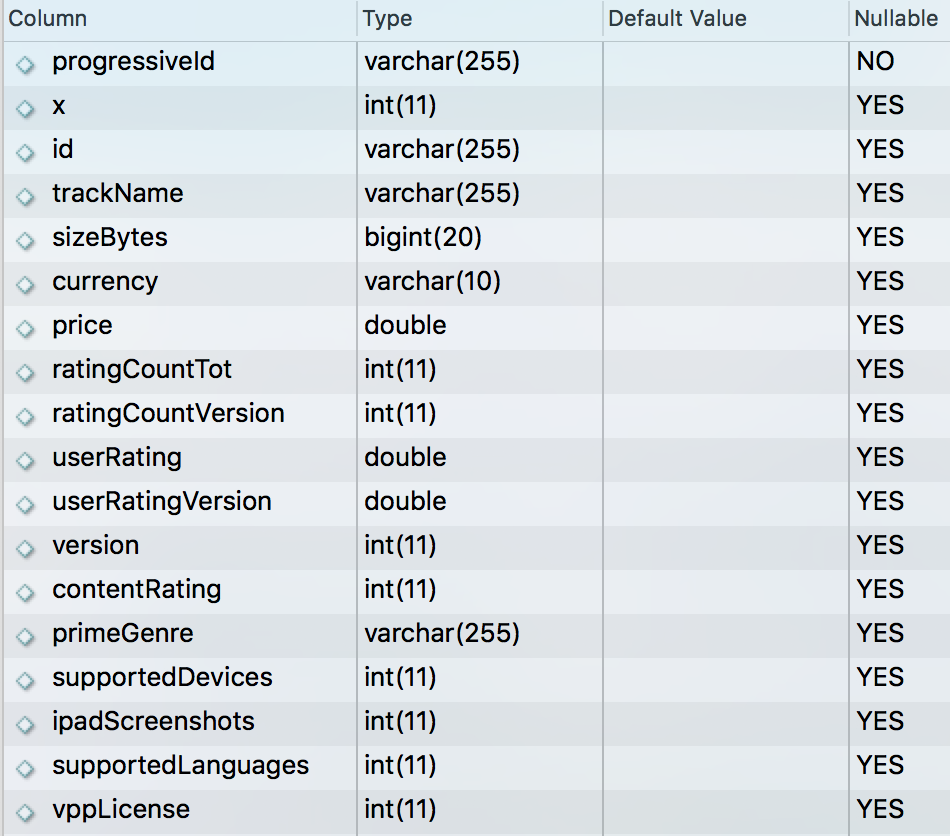 Column Type Default Value Nullable
progressiveId varchar(255) NO
x int(11) YES
id varchar(255) YES
trackName varchar(255) YES
sizeBytes bigint(20) YES
currency varchar(10) YES
price double YES
ratingCountTot int(11) YES
ratingCountVersion int(11) YES
userRating double YES
userRatingVersion double YES
version int(11) YES
contentRating int(11) YES
primeGenre varchar(255) YES
supportedDevices int(11) YES
ipadScreenshots int(11) YES
supportedLanguages int(11) YES
vppLicense int(11) YES